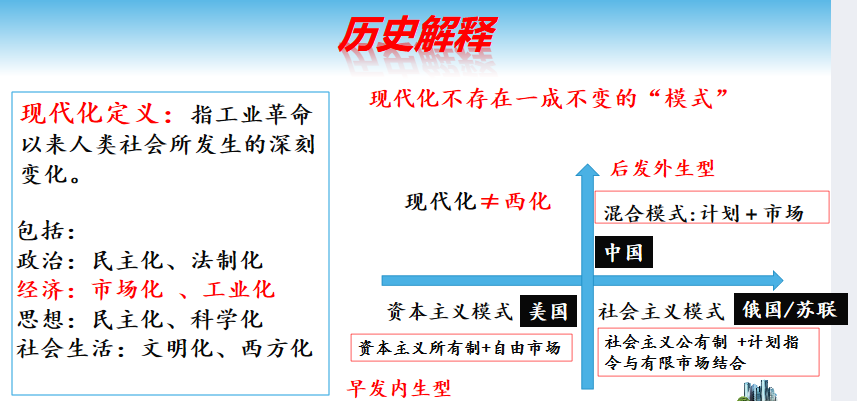 历史解释
现代化定义：指工业革命
以来人类社会所发生的深刻
变化。
包括：
政治：民主化、法制化
经济：市场化 、工业化
思想：民主化、科学化
社会生活：文明化、西方化
现代化不存在一成不变的“模式”
后发外生型
现代化≠西化
混合模式:计划＋市场
中国
资本主义模式 美国
社会主义模式 俄国/苏联
资本主义所有制+自由市场
社会主义公有制 +计划指
令与有限市场结合
早发内生型